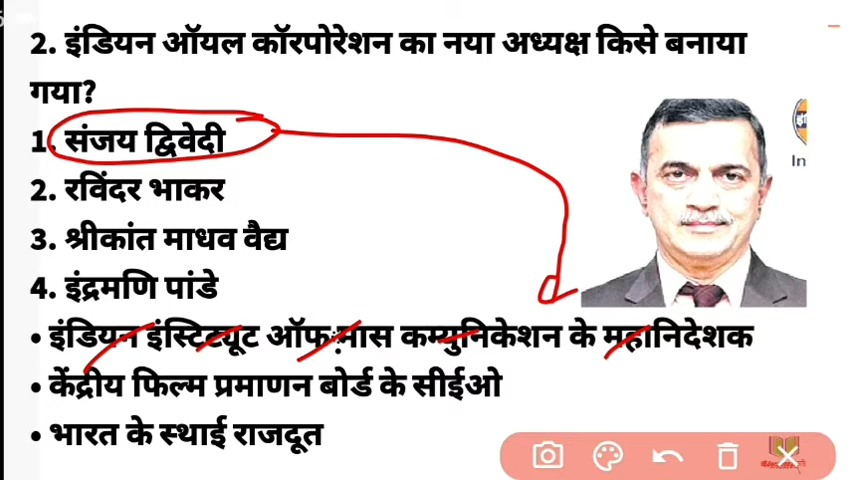 2. इंडियन ऑयल कॉरपोरेशन का नया अध्यक्ष किसे बनाया
गया?
1. संजय द्विवेदी
2. रविंदर भाकर
3. श्रीकांत माधव वैद्य
4. इंद्रमणि पांडे
• इंडियन इंस्टिट्यूट ऑफ़ मास कम्युनिकेशन के महानिदेशक
• केंद्रीय फिल्म प्रमाणन बोर्ड के सीईओ
• भारत के स्थाई राजदूत
In